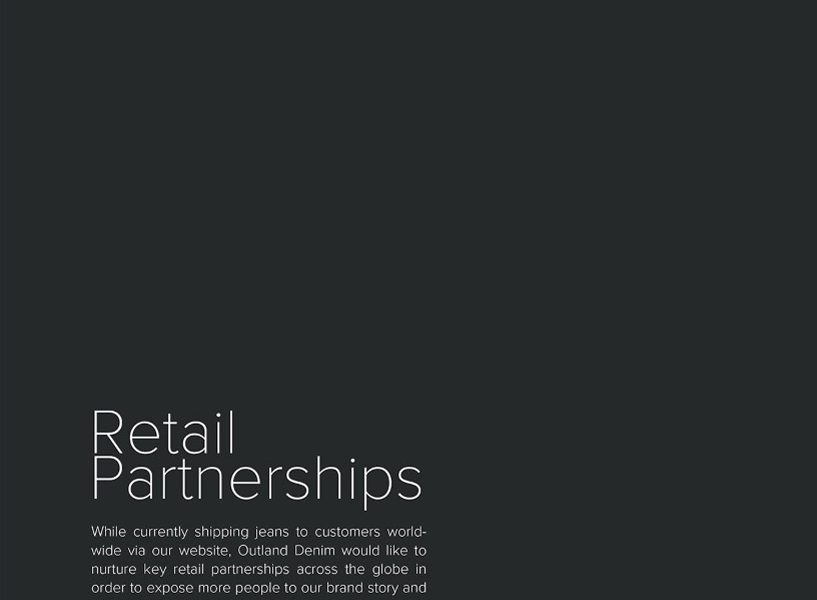 Retail
Partnerships
While currently shipping jeans to customers world-
wide via our website, Outland Denim would like to
nurture key retail partnerships across the globe in
order to expose more people to our brand story and